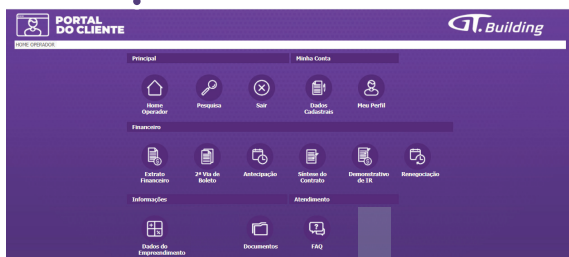 PORTAL
DO CLIENTE
GT.Building
HOME OPERADOR
Principal
Minha Conta
Home
Operador
Pesquisa
Sair
Dados
Cadastrais
Meu Perfil
Financeiro
Extrato
Financeiro
2ª Via de
Boleto
Antecipação
Síntese do
Contrato
Demonstrativo
de IR
Renegociação
Informações
Atendimento
Dados do
Empreendimento
Documentos
FAQ